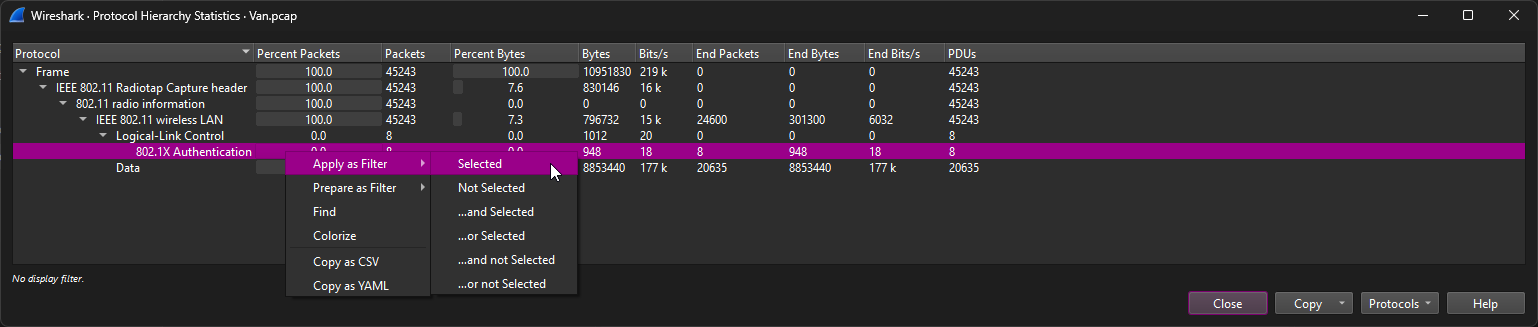 Wireshark · Protocol Hierarchy Statistics · Van.pcap
Protocol Percent Packets Packets Percent Bytes Bytes Bits/s End Packets End Bytes End Bits/s PDUs
Frame 100.0 45243 100.0 10951830 219 k 0 0 0 45243
IEEE 802.11 Radiotap Capture header 100.0 45243 7.6 830146 16 k 0 0 0 45243
802.11 radio information 100.0 45243 0.0 0 0 0 0 0 45243
IEEE 802.11 wireless LAN 100.0 45243 7.3 796732 15 k 24600 301300 6032 45243
Logical-Link Control 0.0 8 0.0 1012 20 0 0 0 8
802.1X Authentication 0.0 8 0.0 948 18 8 948 18 8
Data 8853440 177 k 20635 8853440 177 k 20635
Apply as Filter
Prepare as Filter
Find
Colorize
Copy as CSV
Copy as YAML
Selected
Not Selected
...and Selected
...or Selected
...and not Selected
...or not Selected
No display filter.
Close Copy Protocols Help